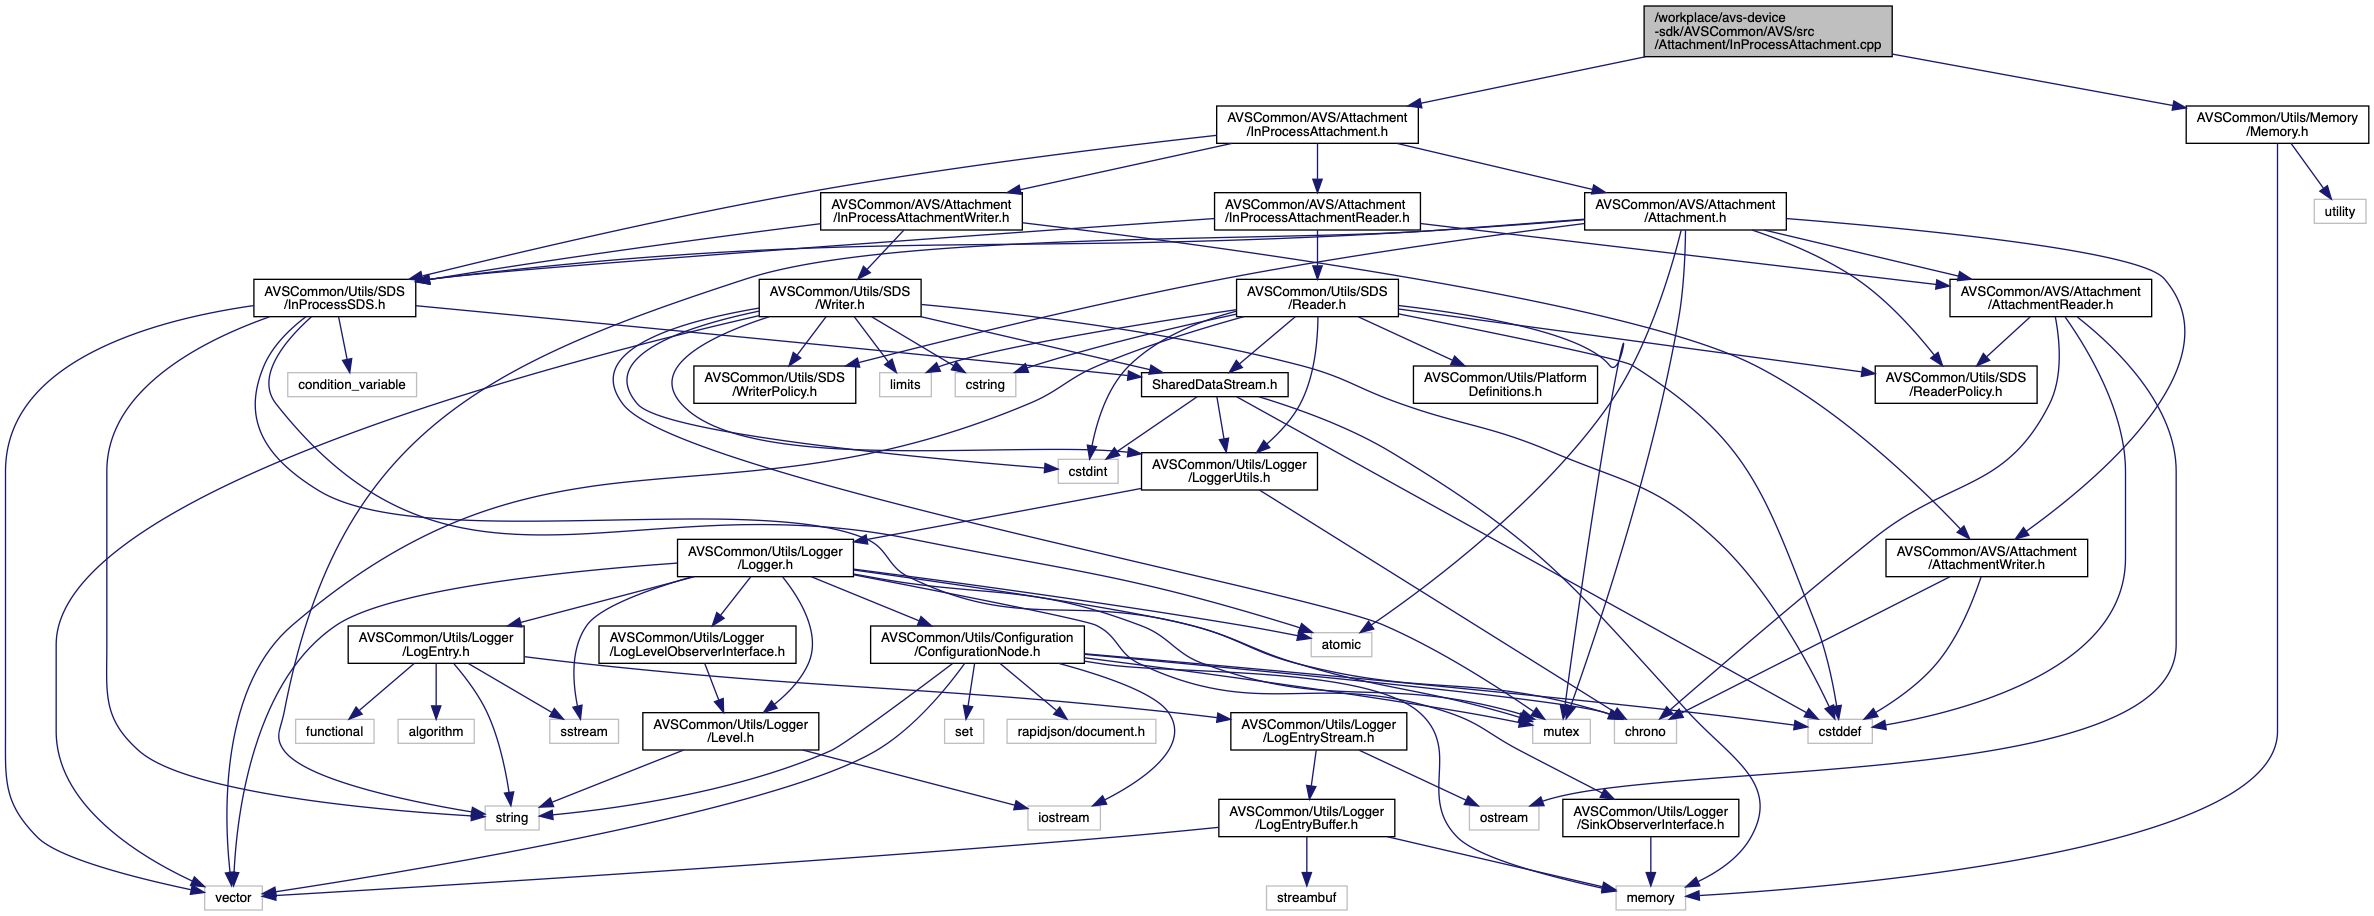 /workplace/avs-device
-sdk/AVSCommon/AVS/src
/Attachment/InProcessAttachment.cpp
AVSCommon/AVS/Attachment
/InProcessAttachment.h
AVSCommon/Utils/Memory
/Memory.h
AVSCommon/AVS/Attachment
/InProcessAttachmentWriter.h
AVSCommon/AVS/Attachment
/InProcessAttachmentReader.h
AVSCommon/AVS/Attachment
/Attachment.h
utility
AVSCommon/Utils/SDS
/InProcessSDS.h
AVSCommon/Utils/SDS
/Writer.h
AVSCommon/Utils/SDS
/Reader.h
AVSCommon/AVS/Attachment
/AttachmentReader.h
condition_variable
AVSCommon/Utils/SDS
/WriterPolicy.h
limits
cstring
SharedDataStream.h
AVSCommon/Utils/Platform
Definitions.h
AVSCommon/Utils/SDS
/ReaderPolicy.h
cstdint
AVSCommon/Utils/Logger
/LoggerUtils.h
AVSCommon/Utils/Logger
/Logger.h
AVSCommon/AVS/Attachment
/AttachmentWriter.h
AVSCommon/Utils/Logger
/LogEntry.h
AVSCommon/Utils/Logger
/LogLevelObserverInterface.h
AVSCommon/Utils/Configuration
/ConfigurationNode.h
atomic
functional
algorithm
sstream
AVSCommon/Utils/Logger
/Level.h
set
rapidjson/document.h
AVSCommon/Utils/Logger
/LogEntryStream.h
mutex
chrono
cstddef
string
iostream
AVSCommon/Utils/Logger
/LogEntryBuffer.h
ostream
AVSCommon/Utils/Logger
/SinkObserverInterface.h
vector
streambuf
memory